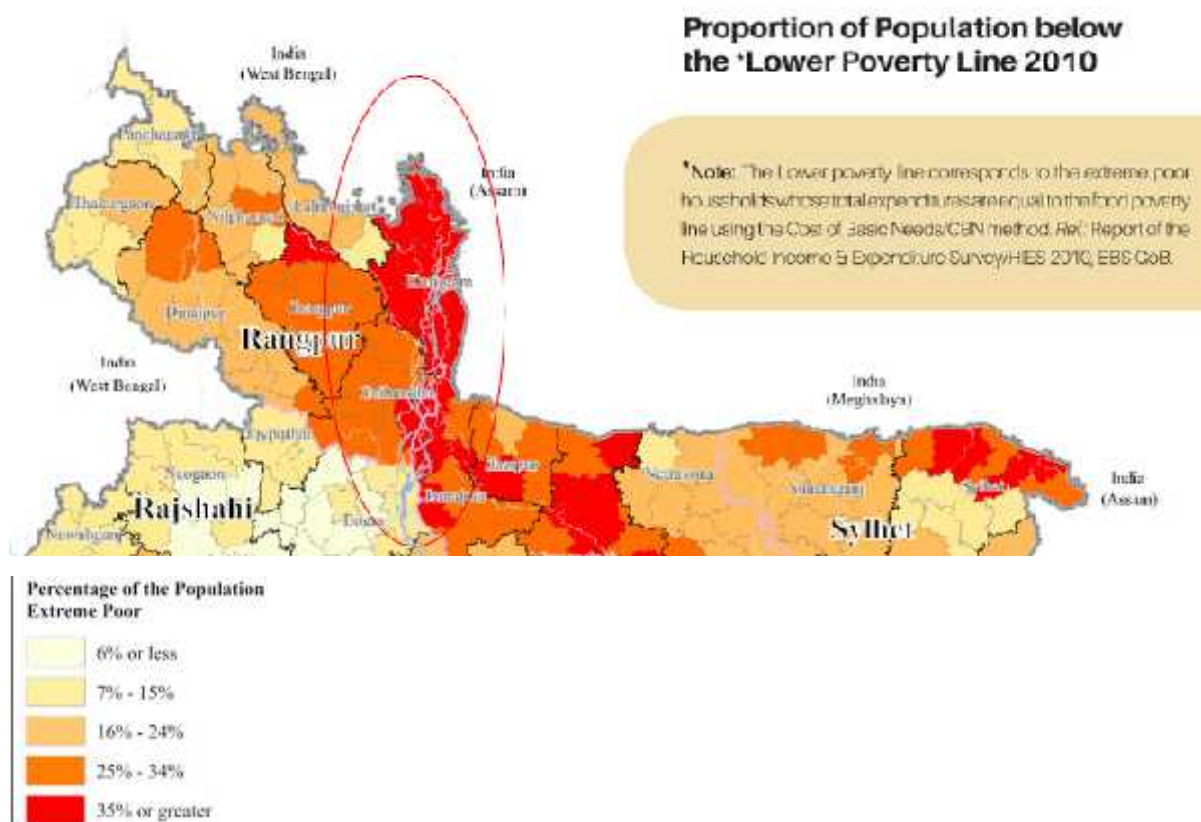 Proportion of Population below
the *Lower Poverty Line 2010
*Note: The Lower poverty line corresponds to the extreme poor
households whose total expenditures are equal to the food poverty
line using the Cost of Basic Needs/CBN method. Ref: Report of the
Household Income & Expenditure Survey/HIES 2010, BBS GoB.
India
(West Bengal)
Panchagarh
India
(Assam)
Thakurgaon
Nilphamari
Lalmonirhat
Kurigram
Dinajpur
Rangpur
Rangpur
India
(West Bengal)
Gaibandha
India
(Meghalaya)
Joypurhat
Naogaon
Sherpur
Netrakona
Sunamganj
Sylhet
India
(Assam)
Jamalpur
Rajshahi
Bogra
Sylhet
Nawabganj
Percentage of the Population
Extreme Poor
6% or less
7% - 15%
16% - 24%
25% - 34%
35% or greater